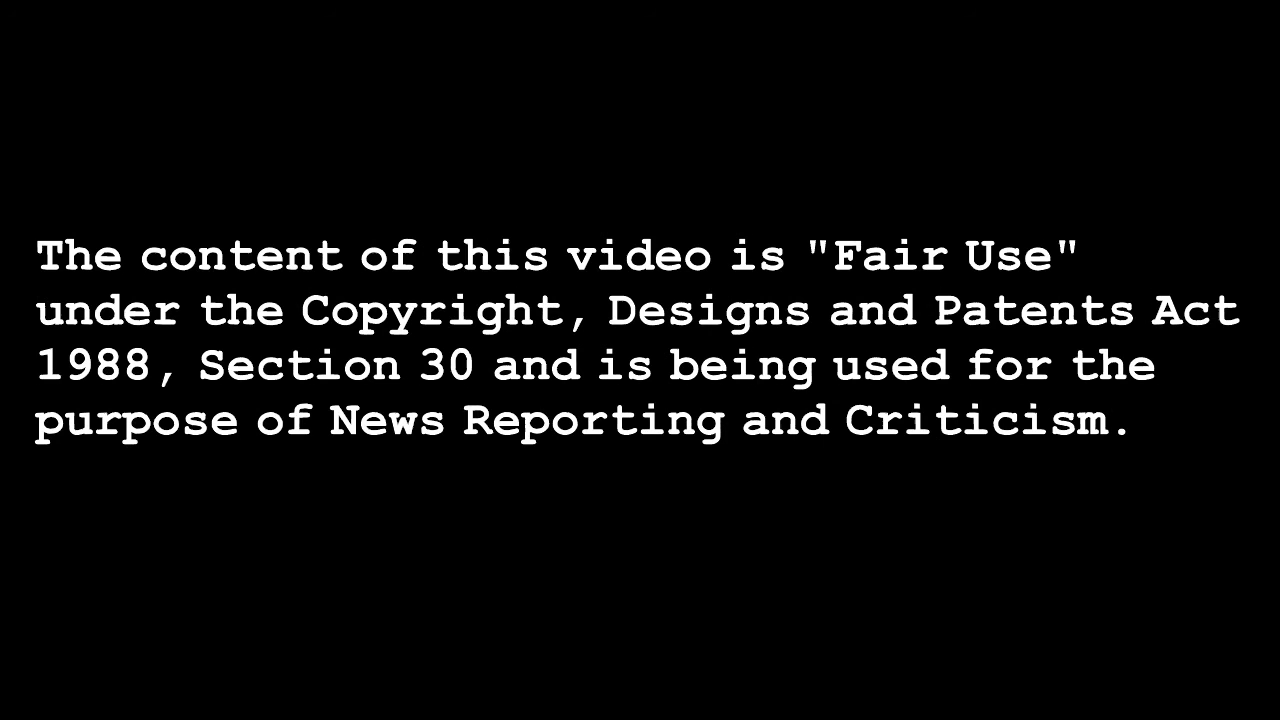 The content of this video is "Fair Use"
under the Copyright, Designs and Patents Act
1988, Section 30 and is being used for the
purpose of News Reporting and Criticism.